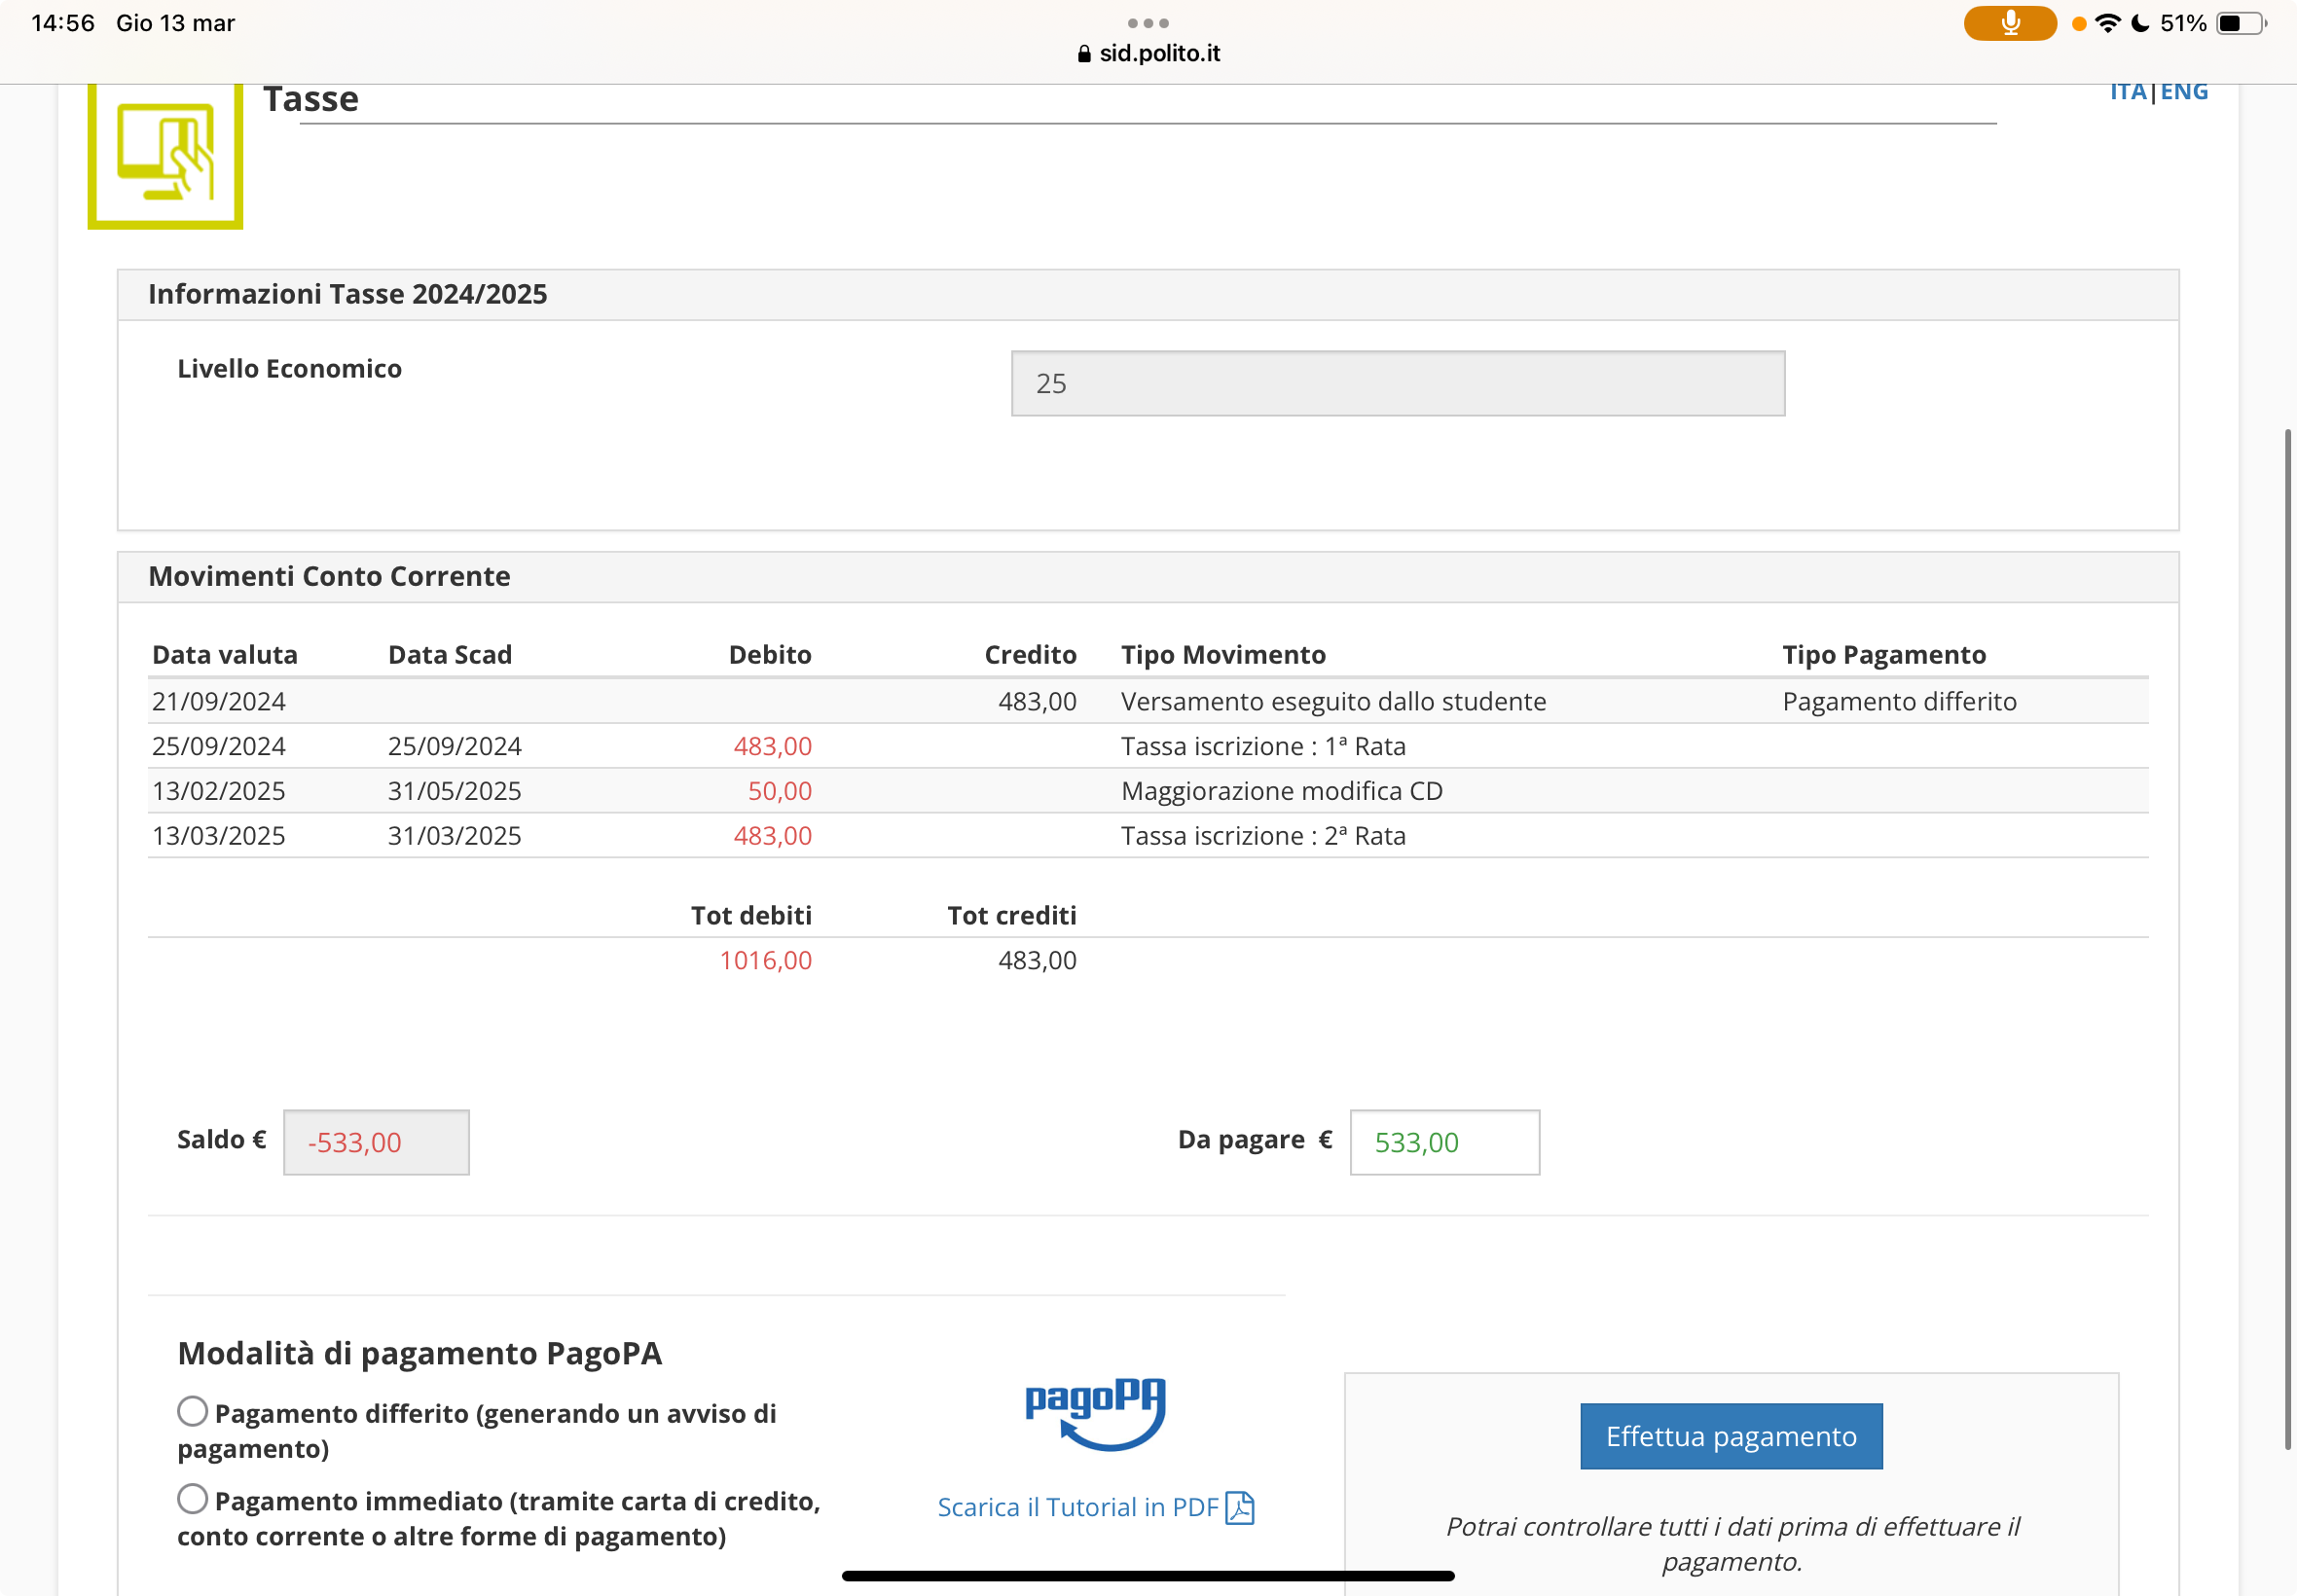 14:56 Gio 13 mar
51%
sid.polito.it
Tasse
ITA|ENG
Informazioni Tasse 2024/2025
Livello Economico
25
Movimenti Conto Corrente
Data valuta Data Scad Debito Credito Tipo Movimento Tipo Pagamento
21/09/2024 483,00 Versamento eseguito dallo studente Pagamento differito
25/09/2024 25/09/2024 483,00 Tassa iscrizione : 1ª Rata
13/02/2025 31/05/2025 50,00 Maggiorazione modifica CD
13/03/2025 31/03/2025 483,00 Tassa iscrizione : 2ª Rata
Tot debiti Tot crediti
1016,00 483,00
Saldo € -533,00 Da pagare € 533,00
Modalità di pagamento PagoPA
Pagamento differito (generando un avviso di
pagamento)
Pagamento immediato (tramite carta di credito,
conto corrente o altre forme di pagamento)
pagoPA
Scarica il Tutorial in PDF
Effettua pagamento
Potrai controllare tutti i dati prima di effettuare il
pagamento.